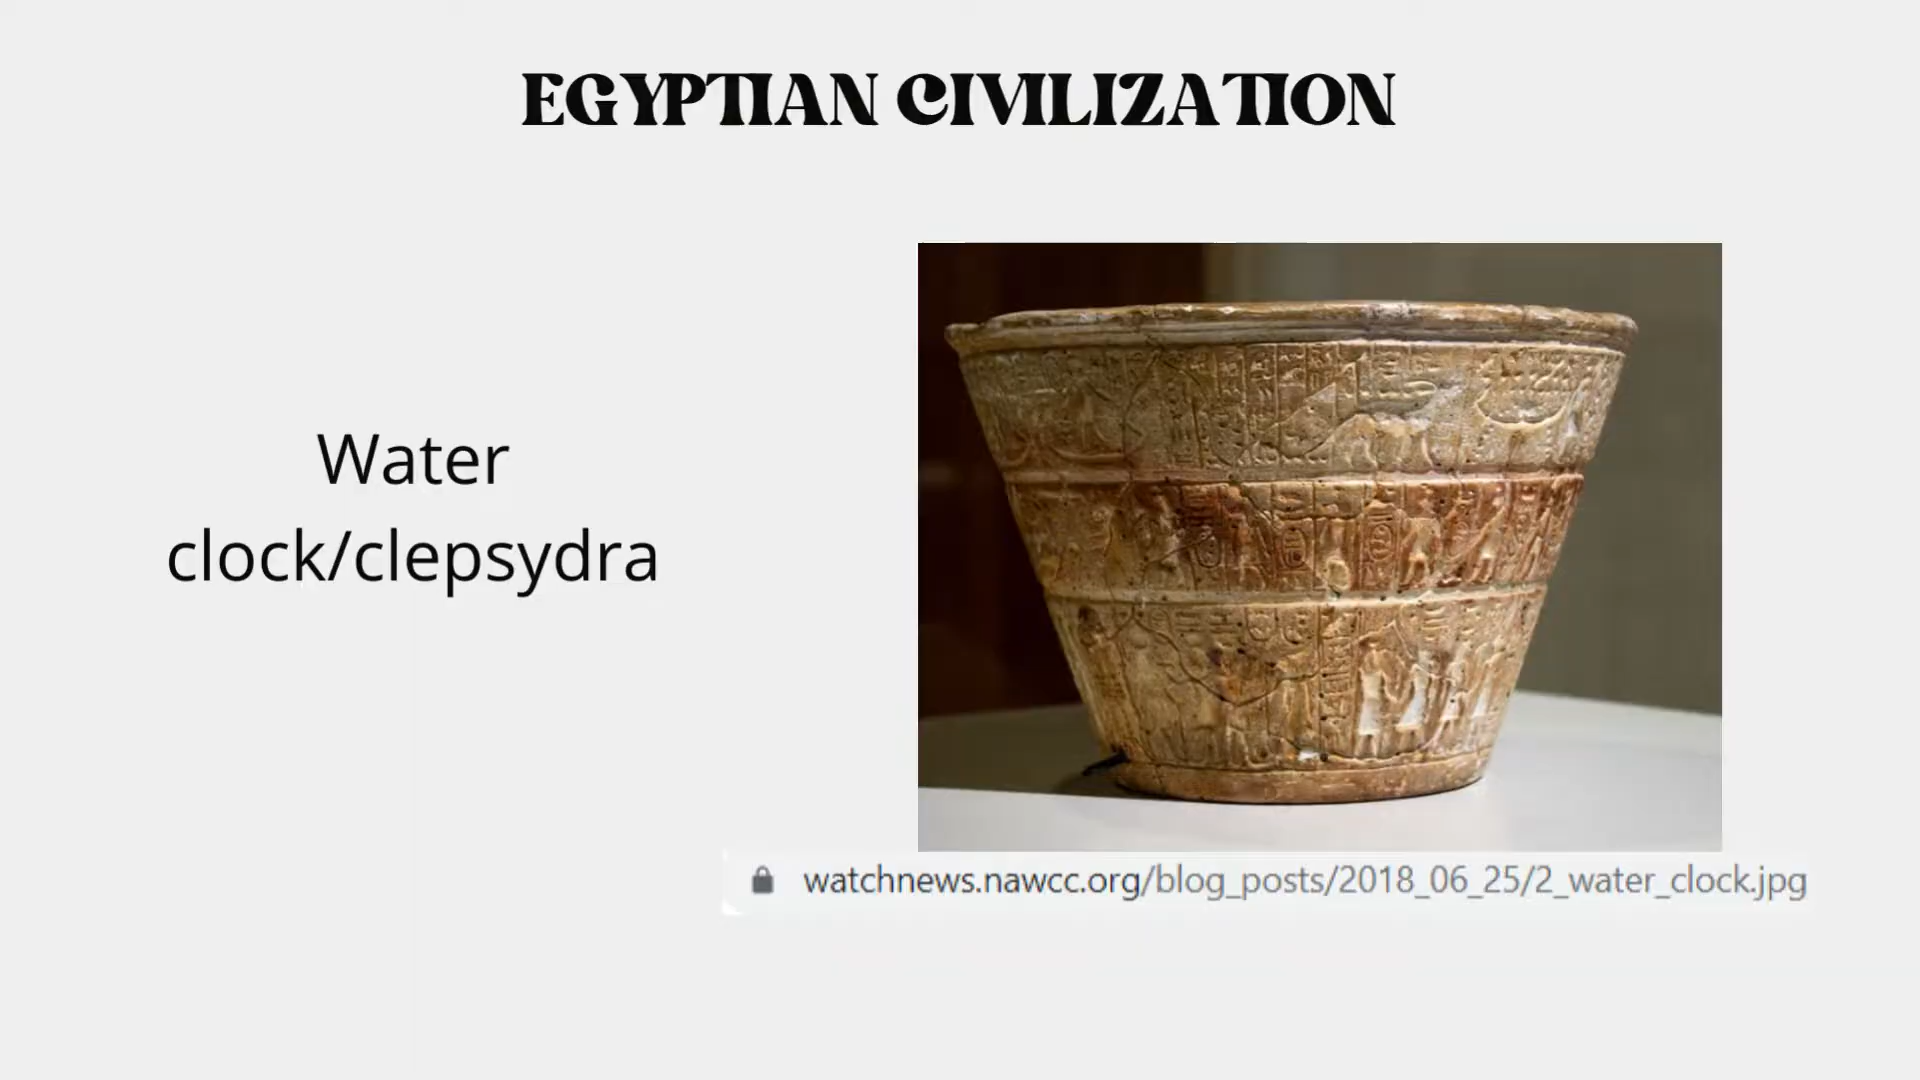 EGYPTIAN CIVILIZATION
Water
clock/clepsydra
watchnews.nawcc.org/blog_posts/2018_06_25/2_water_clock.jpg